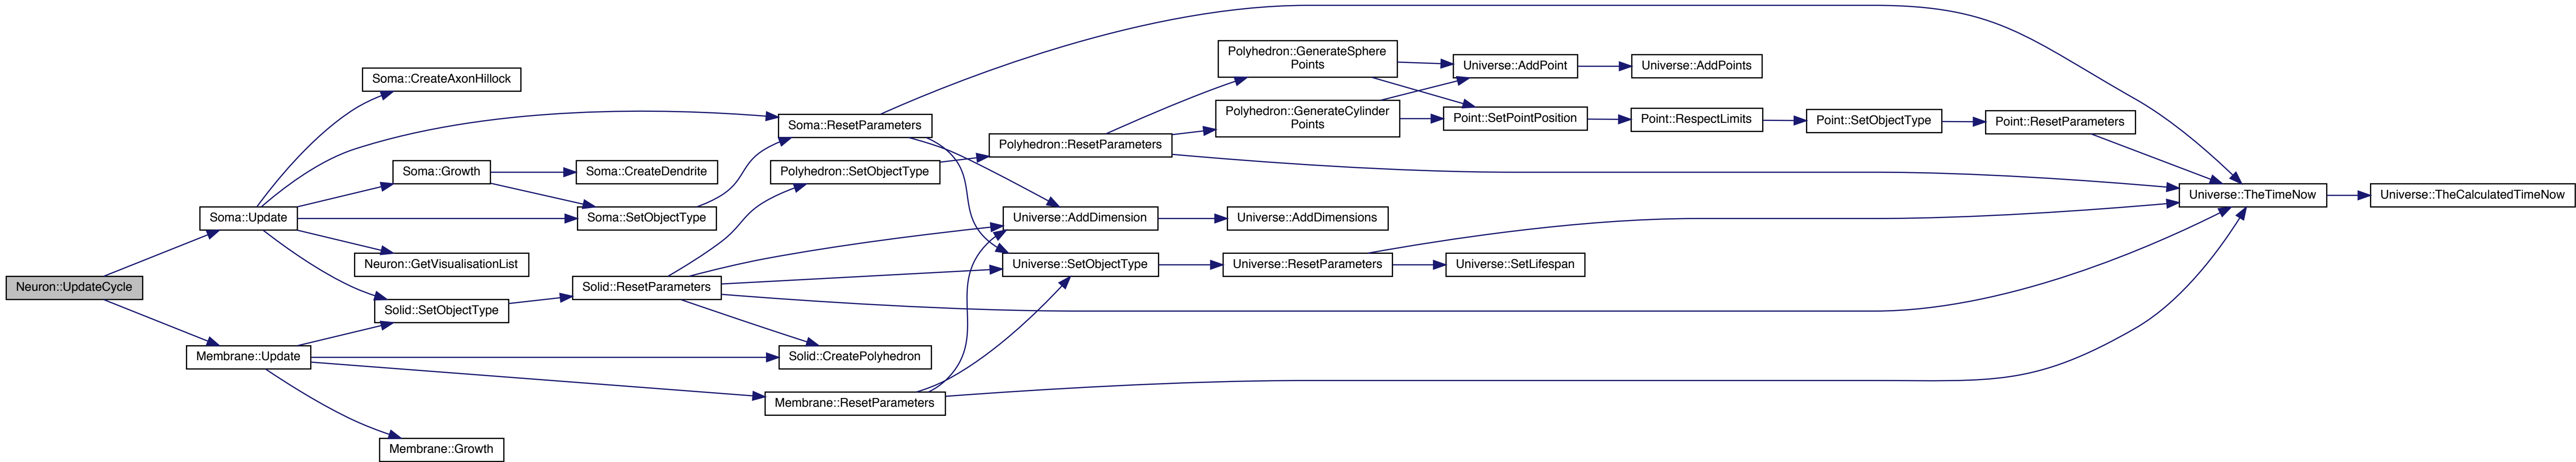 Neuron::UpdateCycle
Soma::Update
Membrane::Update
Soma::CreateAxonHillock
Soma::Growth
Neuron::GetVisualisationList
Solid::SetObjectType
Membrane::Growth
Soma::CreateDendrite
Soma::SetObjectType
Solid::ResetParameters
Soma::ResetParameters
Polyhedron::SetObjectType
Solid::CreatePolyhedron
Membrane::ResetParameters
Polyhedron::ResetParameters
Universe::AddDimension
Universe::SetObjectType
Polyhedron::GenerateSphere
Points
Polyhedron::GenerateCylinder
Points
Universe::AddDimensions
Universe::ResetParameters
Universe::AddPoint
Point::SetPointPosition
Universe::SetLifespan
Universe::AddPoints
Point::RespectLimits
Point::SetObjectType
Point::ResetParameters
Universe::TheTimeNow
Universe::TheCalculatedTimeNow